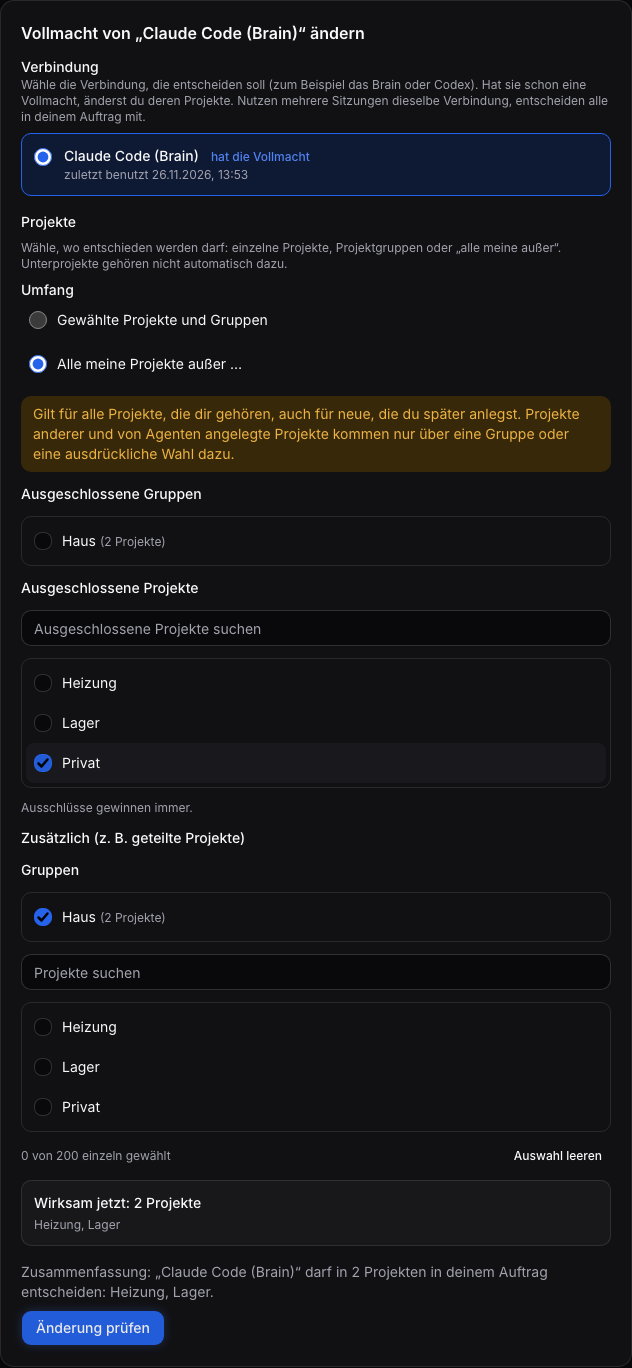 Vollmacht von „Claude Code (Brain)“ ändern
Verbindung
Wähle die Verbindung, die entscheiden soll (zum Beispiel das Brain oder Codex). Hat sie schon eine
Vollmacht, änderst du deren Projekte. Nutzen mehrere Sitzungen dieselbe Verbindung, entscheiden alle
in deinem Auftrag mit.
Claude Code (Brain) hat die Vollmacht
zuletzt benutzt 26.11.2026, 13:53
Projekte
Wähle, wo entschieden werden darf: einzelne Projekte, Projektgruppen oder „alle meine außer“.
Unterprojekte gehören nicht automatisch dazu.
Umfang
Gewählte Projekte und Gruppen
Alle meine Projekte außer ...
Gilt für alle Projekte, die dir gehören, auch für neue, die du später anlegst. Projekte
anderer und von Agenten angelegte Projekte kommen nur über eine Gruppe oder
eine ausdrückliche Wahl dazu.
Ausgeschlossene Gruppen
Haus (2 Projekte)
Ausgeschlossene Projekte
Ausgeschlossene Projekte suchen
Heizung
Lager
Privat
Ausschlüsse gewinnen immer.
Zusätzlich (z. B. geteilte Projekte)
Gruppen
Haus (2 Projekte)
Projekte suchen
Heizung
Lager
Privat
0 von 200 einzeln gewählt Auswahl leeren
Wirksam jetzt: 2 Projekte
Heizung, Lager
Zusammenfassung: „Claude Code (Brain)“ darf in 2 Projekten in deinem Auftrag
entscheiden: Heizung, Lager.
Änderung prüfen